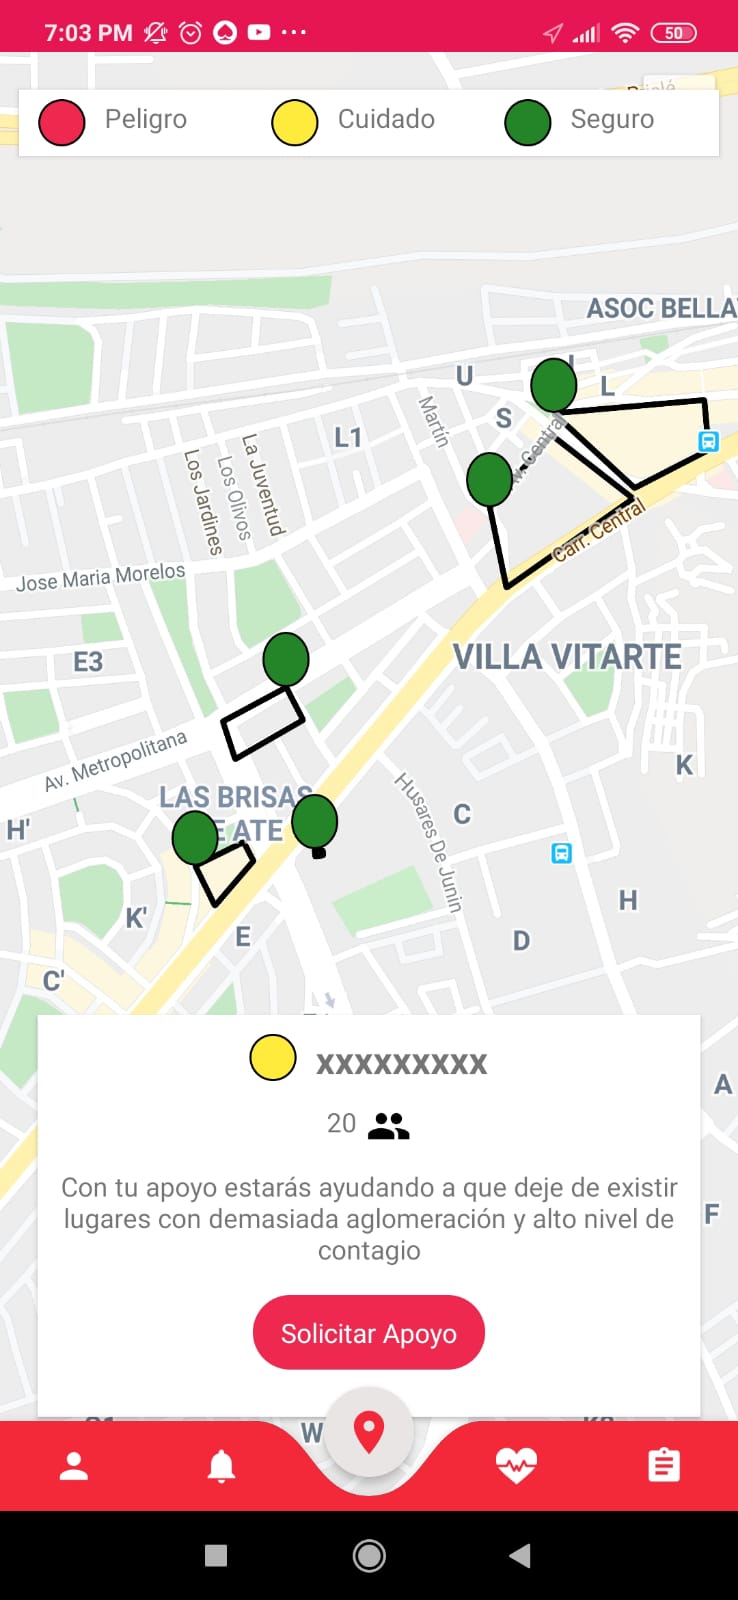 7:03 PM
50
Peligro
Cuidado
Seguro
ASOC BELLA
U
L
S
Martín
L1
La Juventud
Los Olivos
Los Jardines
Av. Central
Carr. Central
Jose Maria Morelos
E3
VILLA VITARTE
Av. Metropolitana
K
LAS BRISAS
E ATE
H'
C
Husares De Junin
K'
E
H
D
C'
xxxxxxxxx
A
20
Con tu apoyo estarás ayudando a que deje de existir
lugares con demasiada aglomeración y alto nivel de
contagio
F
Solicitar Apoyo
W